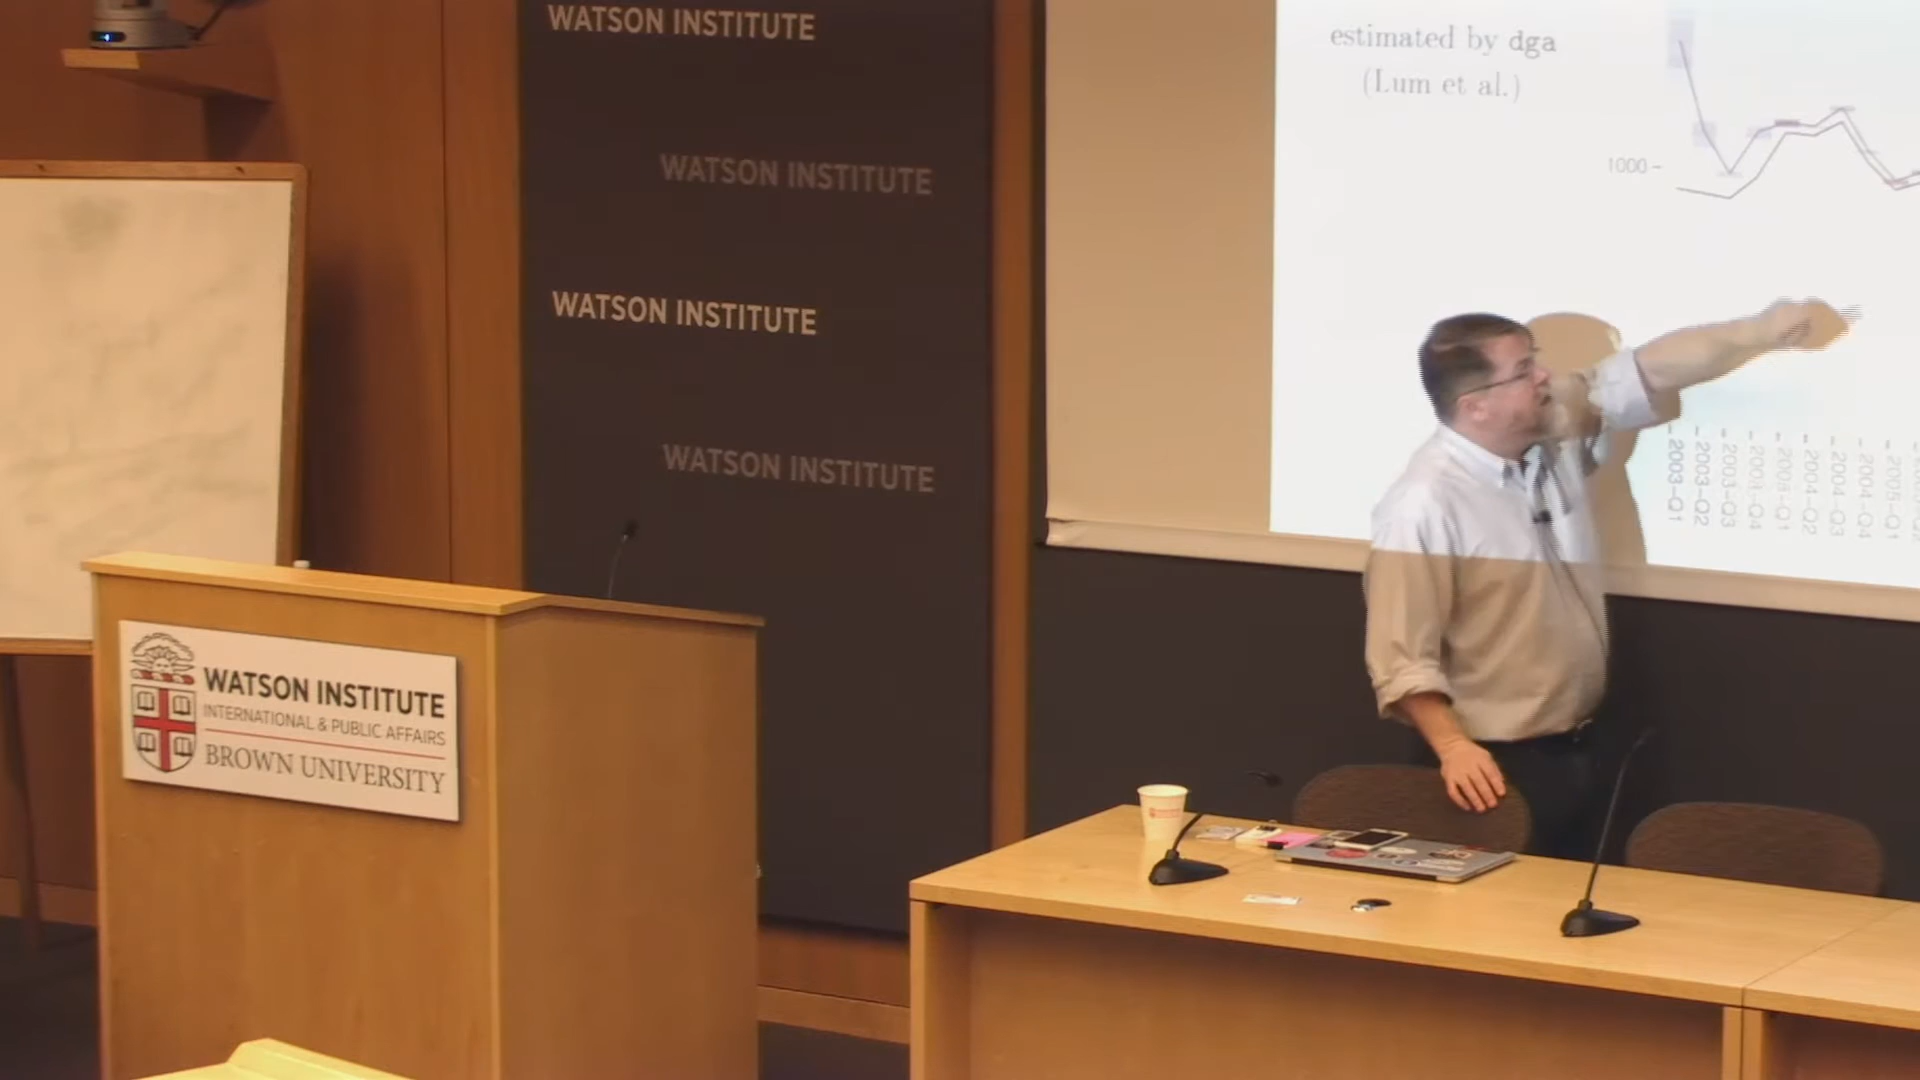 WATSON INSTITUTE
WATSON INSTITUTE
WATSON INSTITUTE
WATSON INSTITUTE
estimated by dga
(Lum et al.)
1000
2003-Q1
2003-Q2
2003-Q3
2003-Q4
2004-Q2
2004-Q3
2004-Q4
2005-Q1
WATSON INSTITUTE
INTERNATIONAL & PUBLIC AFFAIRS
BROWN UNIVERSITY